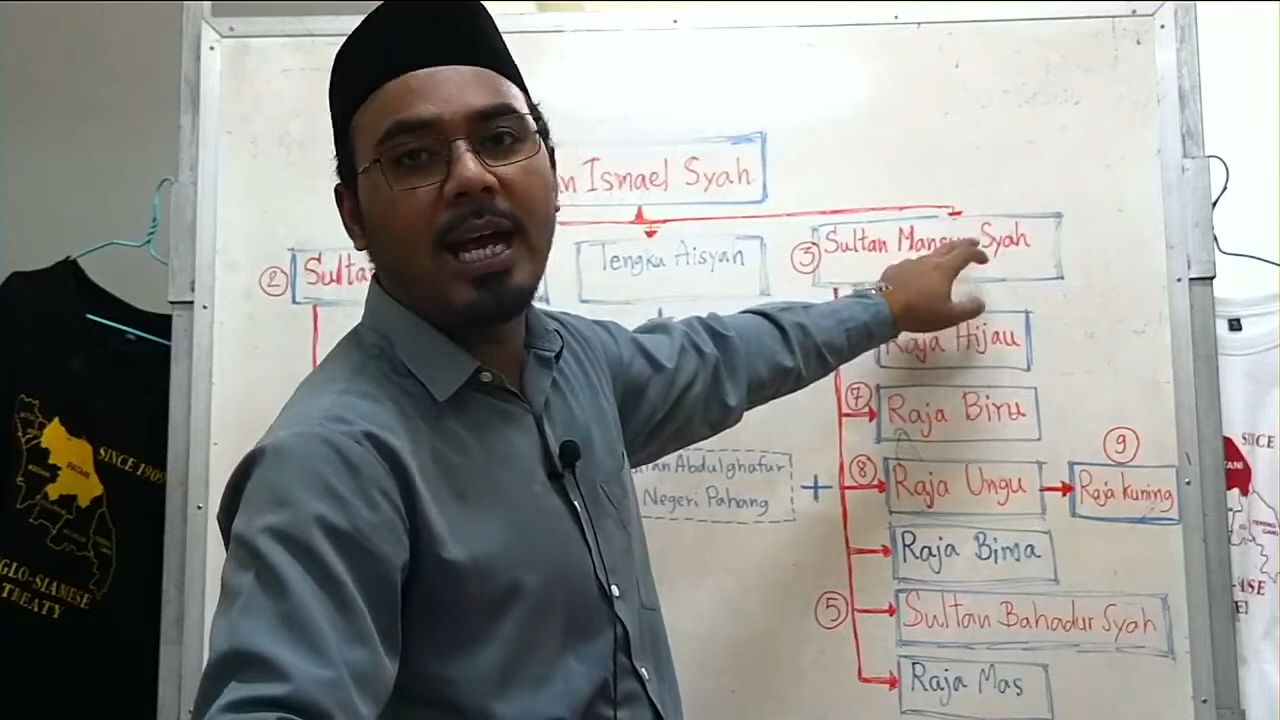 Ismael Syah
②
Tengku Aisyah
③ Sultan Mansur Syah
Raja Hijau
⑦ Raja Biru
⑨
⑧ Raja Ungu
Raja Kuning
Abdulghafur
Negeri Pahang
+
Raja Bima
⑤ Sultan Bahadur Syah
Raja Mas
PATANI
SINCE 1909
ANGLO-SIAMESE
TREATY
SINCE